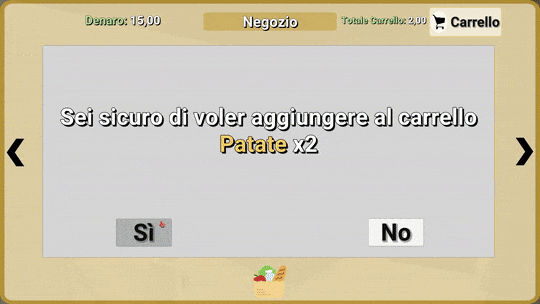 Denaro: 15,00
Negozio
Totale Carrello: 2,00
Carrello
Sei sicuro di voler aggiungere al carrello
Patate x2
Sì
No